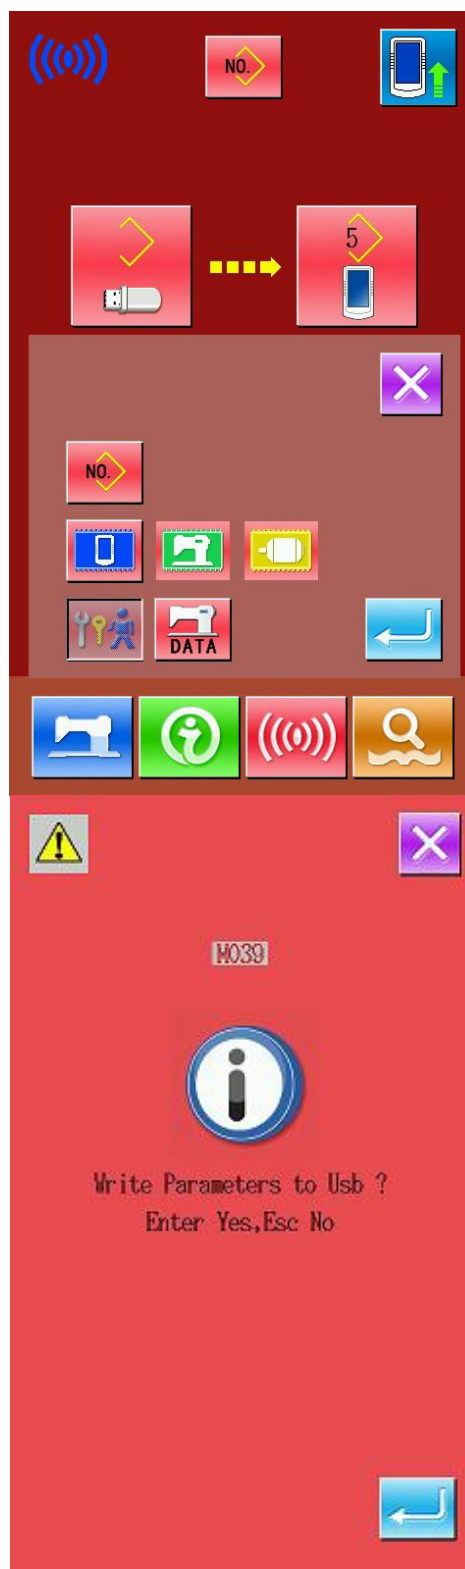 NO.
5
NO.
DATA
M039
Write Parameters to Usb ?
Enter Yes,Esc No